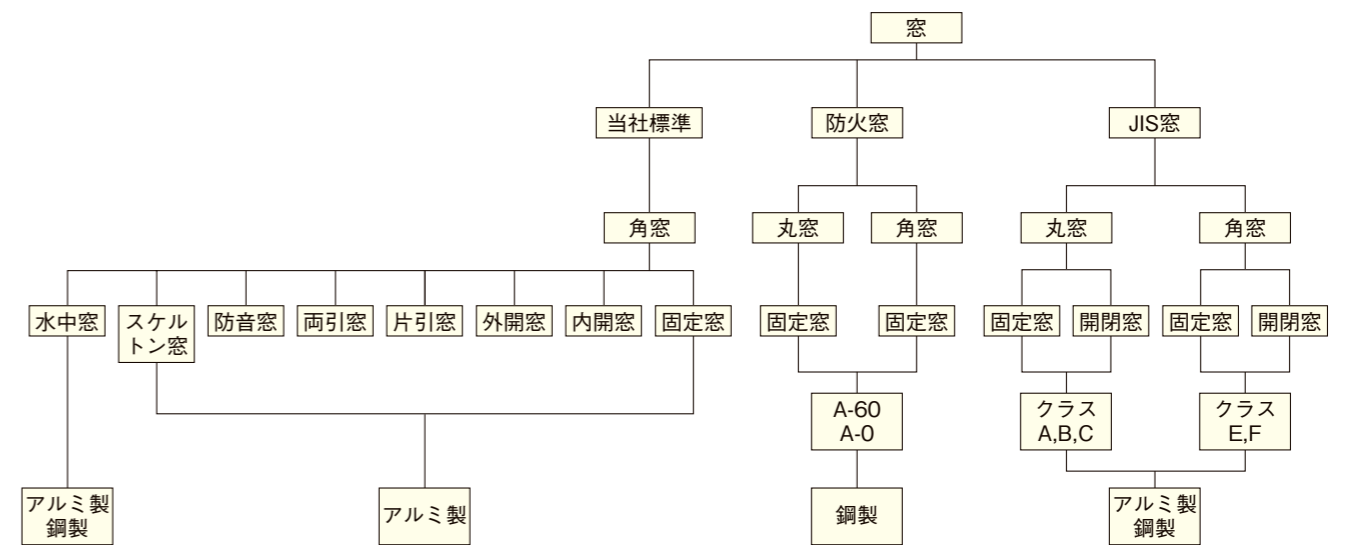 窓
当社標準
防火窓
JIS窓
角窓
丸窓
角窓
丸窓
角窓
水中窓
スケル
トン窓
防音窓
両引窓
片引窓
外開窓
内開窓
固定窓
固定窓
固定窓
固定窓
開閉窓
固定窓
開閉窓
A-60
A-0
クラス
A,B,C
クラス
E,F
アルミ製
鋼製
アルミ製
鋼製
アルミ製
鋼製